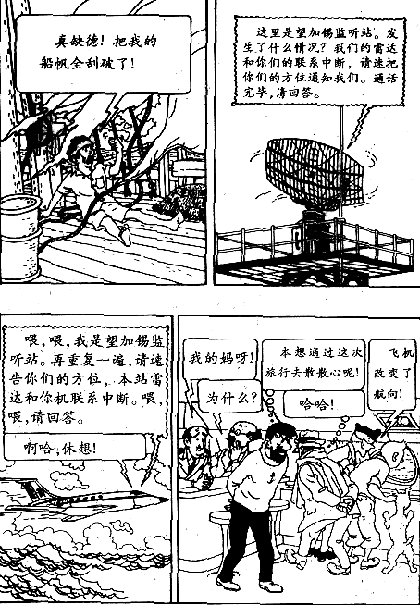 真缺德！把我的
船帆全刮破了！
这里是望加锡监听站。发
生了什么情况？我们的雷达
和你们的联系中断，请速把
你们的方位通知我们。通话
完毕，请回答。
喂，喂，我是望加锡监
听站。再重复一遍，请速
告你们的方位，本站雷
达和你机联系中断。喂，
喂，请回答。
啊哈，休想！
我的妈呀！
为什么？
本想通过这次
旅行去散散心呢！
哈哈！
飞机
改变了
航向！